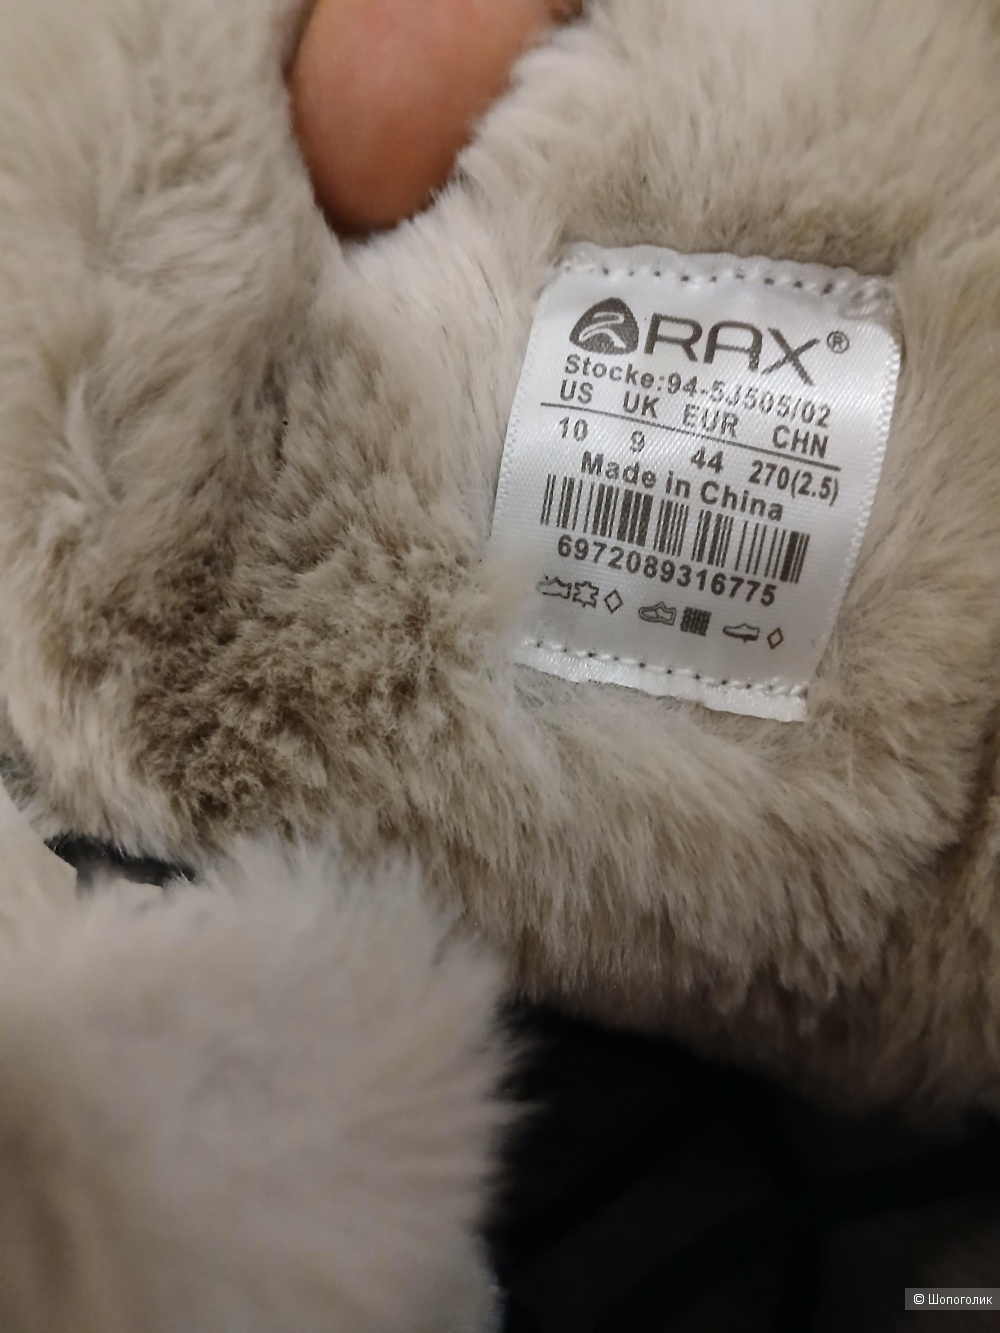 RAX®
Stocke:94-5J505/02
US UK EUR CHN
10 9 44 270(2.5)
Made in China
6972089316775
© Шопоголик